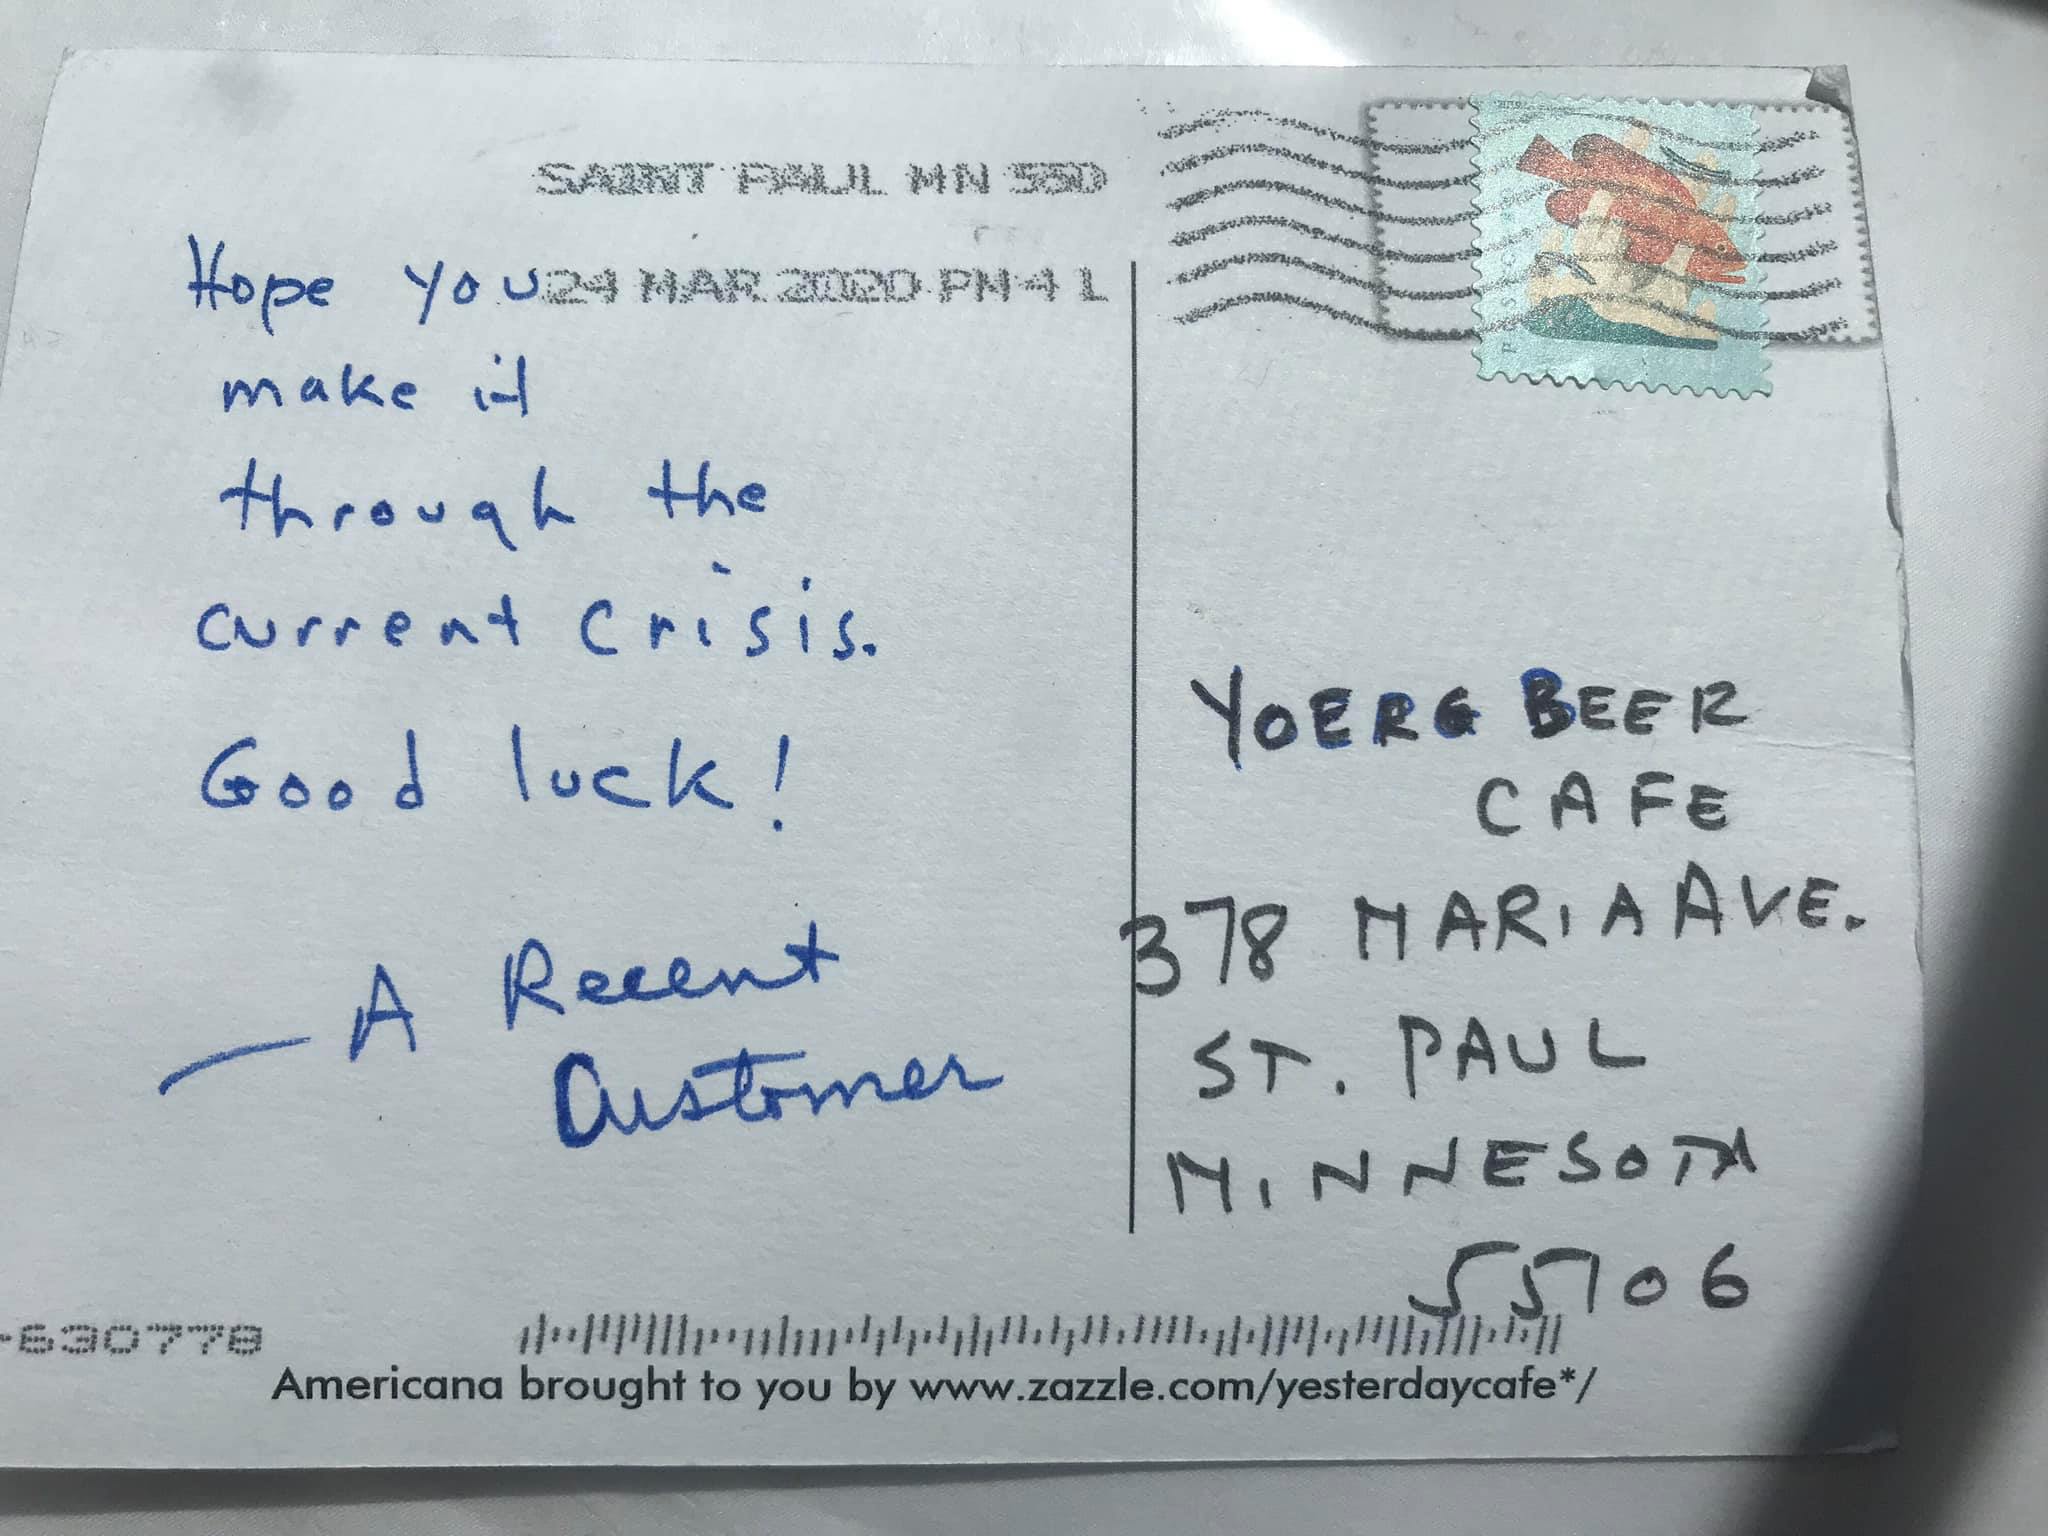 SAINT PAUL MN 550
24 MAR 2020 PM 4 L
Hope you
make it
through the
current crisis.
Good luck!
— A Recent
Customer
YOERG BEER
CAFE
378 MARIA AVE.
ST. PAUL
MINNESOTA
55106
-630778
Americana brought to you by www.zazzle.com/yesterdaycafe*/